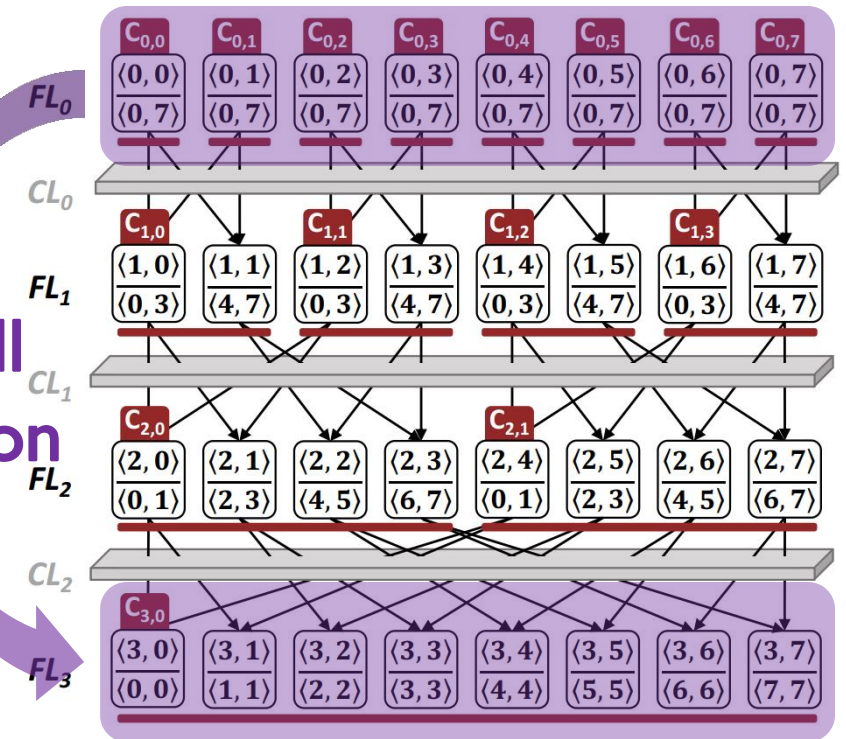 C0,0 C0,1 C0,2 C0,3 C0,4 C0,5 C0,6 C0,7
FL0
⟨0, 0⟩ ⟨0, 1⟩ ⟨0, 2⟩ ⟨0, 3⟩ ⟨0, 4⟩ ⟨0, 5⟩ ⟨0, 6⟩ ⟨0, 7⟩
⟨0, 7⟩ ⟨0, 7⟩ ⟨0, 7⟩ ⟨0, 7⟩ ⟨0, 7⟩ ⟨0, 7⟩ ⟨0, 7⟩ ⟨0, 7⟩
CL0
C1,0 C1,1 C1,2 C1,3
FL1
⟨1, 0⟩ ⟨1, 1⟩ ⟨1, 2⟩ ⟨1, 3⟩ ⟨1, 4⟩ ⟨1, 5⟩ ⟨1, 6⟩ ⟨1, 7⟩
⟨0, 3⟩ ⟨4, 7⟩ ⟨0, 3⟩ ⟨4, 7⟩ ⟨0, 3⟩ ⟨4, 7⟩ ⟨0, 3⟩ ⟨4, 7⟩
ll
CL1
on
C2,0 C2,1
FL2
⟨2, 0⟩ ⟨2, 1⟩ ⟨2, 2⟩ ⟨2, 3⟩ ⟨2, 4⟩ ⟨2, 5⟩ ⟨2, 6⟩ ⟨2, 7⟩
⟨0, 1⟩ ⟨2, 3⟩ ⟨4, 5⟩ ⟨6, 7⟩ ⟨0, 1⟩ ⟨2, 3⟩ ⟨4, 5⟩ ⟨6, 7⟩
CL2
C3,0
FL3
⟨3, 0⟩ ⟨3, 1⟩ ⟨3, 2⟩ ⟨3, 3⟩ ⟨3, 4⟩ ⟨3, 5⟩ ⟨3, 6⟩ ⟨3, 7⟩
⟨0, 0⟩ ⟨1, 1⟩ ⟨2, 2⟩ ⟨3, 3⟩ ⟨4, 4⟩ ⟨5, 5⟩ ⟨6, 6⟩ ⟨7, 7⟩